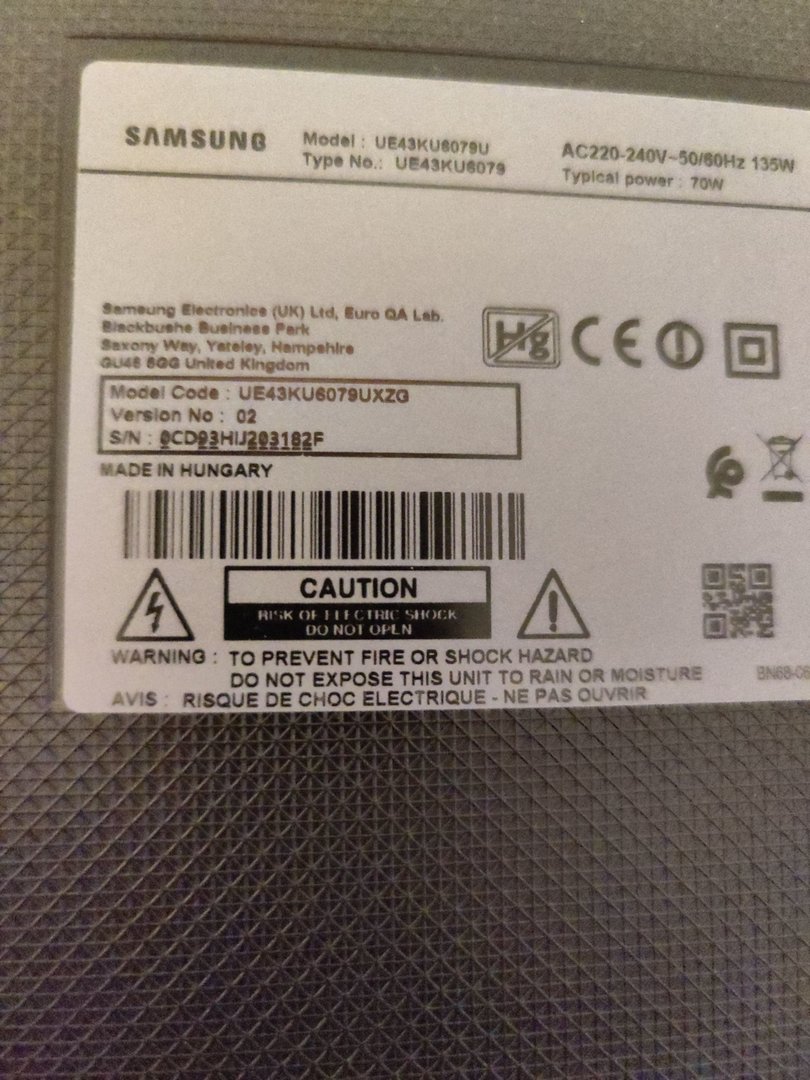 SAMSUNG
Model : UE43KU6079U
Type No.: UE43KU6079
AC220-240V~50/60Hz 135W
Typical power : 70W
Samsung Electronics (UK) Ltd, Euro QA Lab.
Blackbushe Business Park
Saxony Way, Yateley, Hampshire
GU46 6GG United Kingdom
Hg
CE
Model Code : UE43KU6079UXZG
Version No : 02
S/N : 0CD93HIJ203182F
MADE IN HUNGARY
CAUTION
RISK OF ELECTRIC SHOCK
DO NOT OPEN
WARNING : TO PREVENT FIRE OR SHOCK HAZARD
DO NOT EXPOSE THIS UNIT TO RAIN OR MOISTURE
BN68-06
AVIS : RISQUE DE CHOC ELECTRIQUE - NE PAS OUVRIR